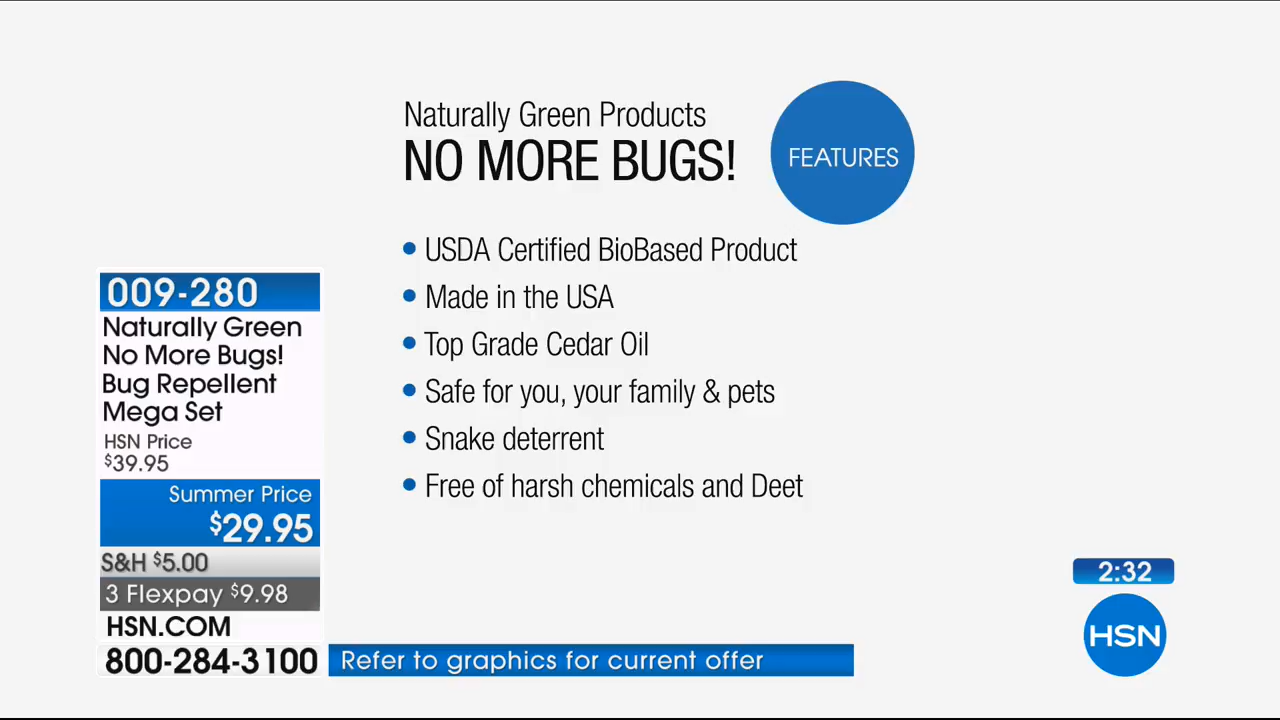 Naturally Green Products
NO MORE BUGS!
FEATURES
• USDA Certified BioBased Product
• Made in the USA
• Top Grade Cedar Oil
• Safe for you, your family & pets
• Snake deterrent
• Free of harsh chemicals and Deet
009-280
Naturally Green
No More Bugs!
Bug Repellent
Mega Set
HSN Price
$39.95
Summer Price
$29.95
S&H $5.00
3 Flexpay $9.98
HSN.COM
800-284-3100
Refer to graphics for current offer
2:32
HSN